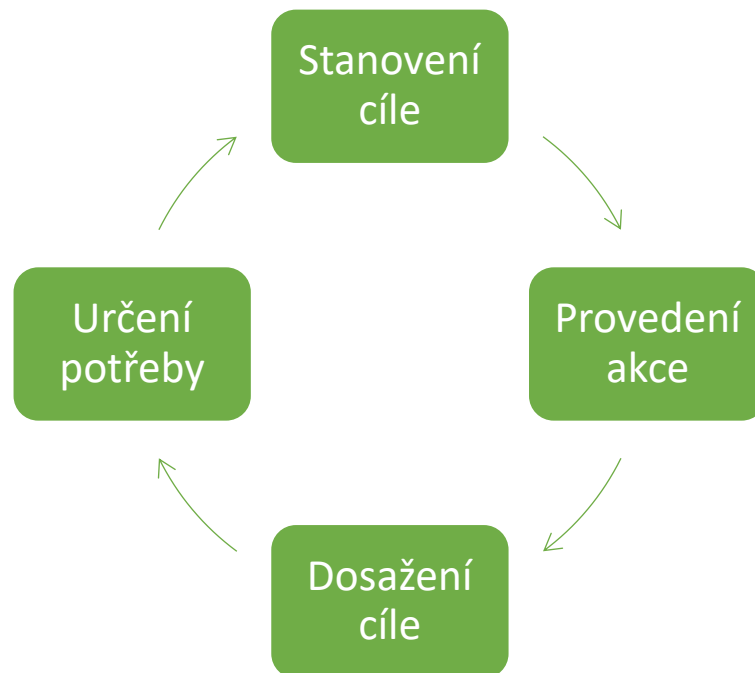 Stanovení
cíle
Určení
potřeby
Provedení
akce
Dosažení
cíle